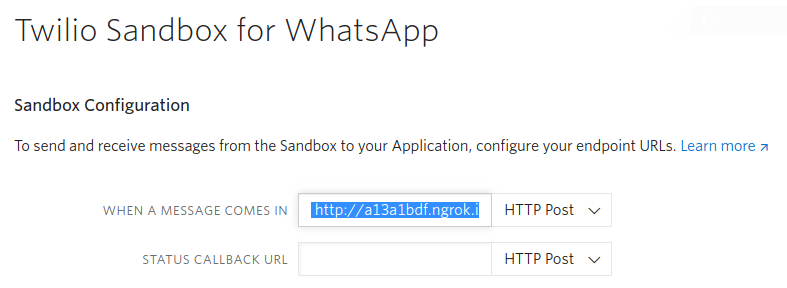 Twilio Sandbox for WhatsApp
Sandbox Configuration
To send and receive messages from the Sandbox to your Application, configure your endpoint URLs. Learn more ↗
WHEN A MESSAGE COMES IN http://a13a1bdf.ngrok.i HTTP Post
STATUS CALLBACK URL HTTP Post